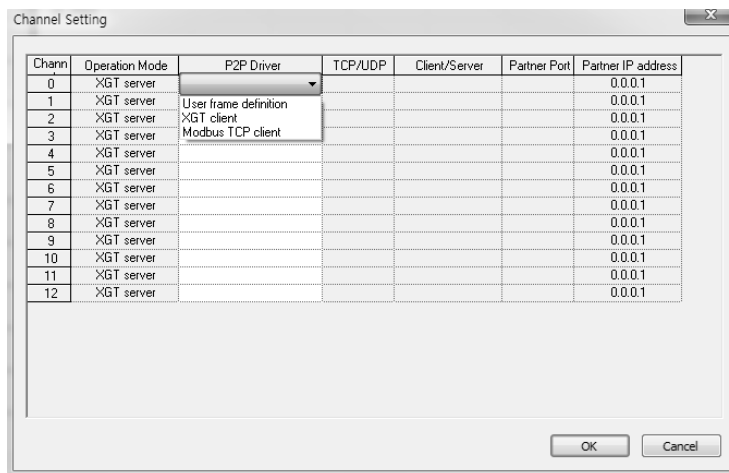 Channel Setting
Chann Operation Mode P2P Driver TCP/UDP Client/Server Partner Port Partner IP address
0 XGT server 0.0.0.1
1 XGT server User frame definition 0.0.0.1
2 XGT server XGT client 0.0.0.1
3 XGT server Modbus TCP client 0.0.0.1
4 XGT server 0.0.0.1
5 XGT server 0.0.0.1
6 XGT server 0.0.0.1
7 XGT server 0.0.0.1
8 XGT server 0.0.0.1
9 XGT server 0.0.0.1
10 XGT server 0.0.0.1
11 XGT server 0.0.0.1
12 XGT server 0.0.0.1
OK Cancel